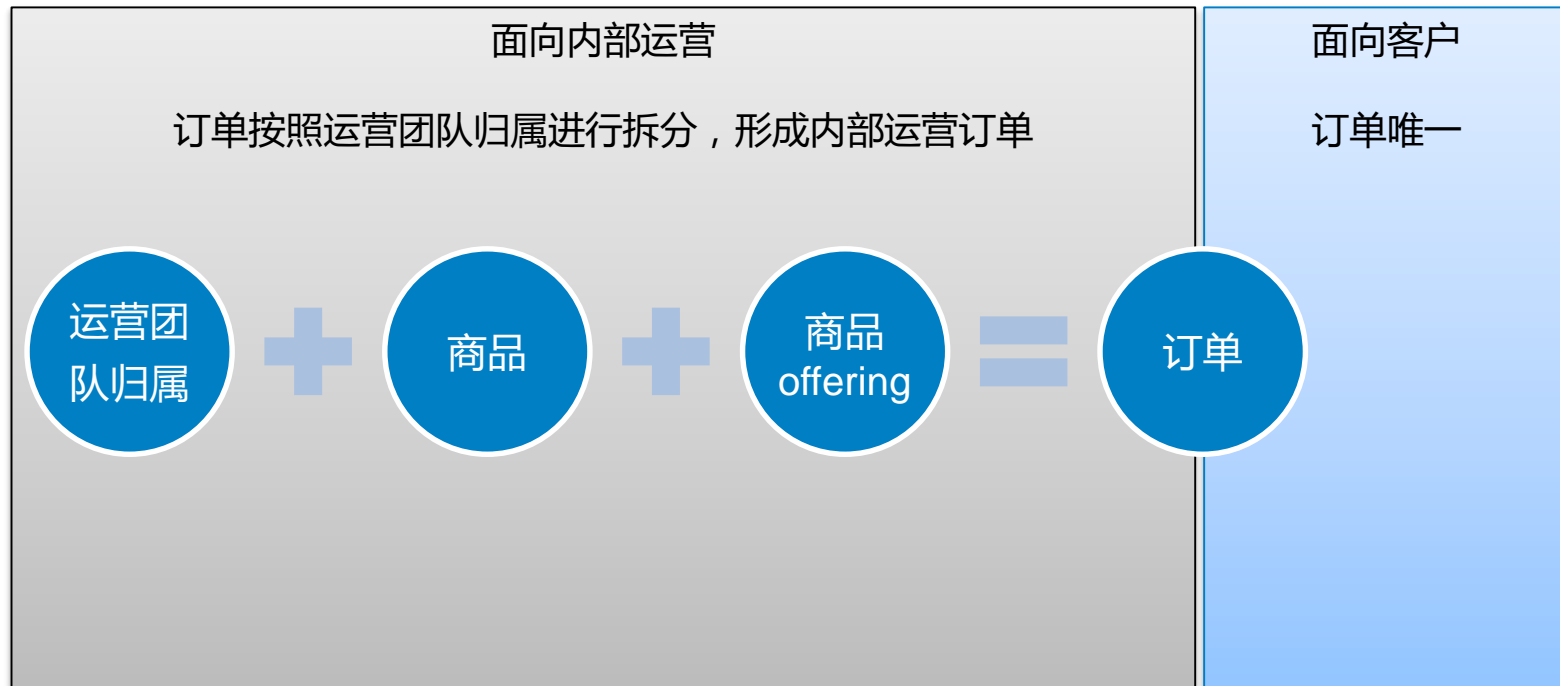 面向内部运营
订单按照运营团队归属进行拆分，形成内部运营订单
面向客户
订单唯一
运营团
队归属
商品
商品
offering
订单